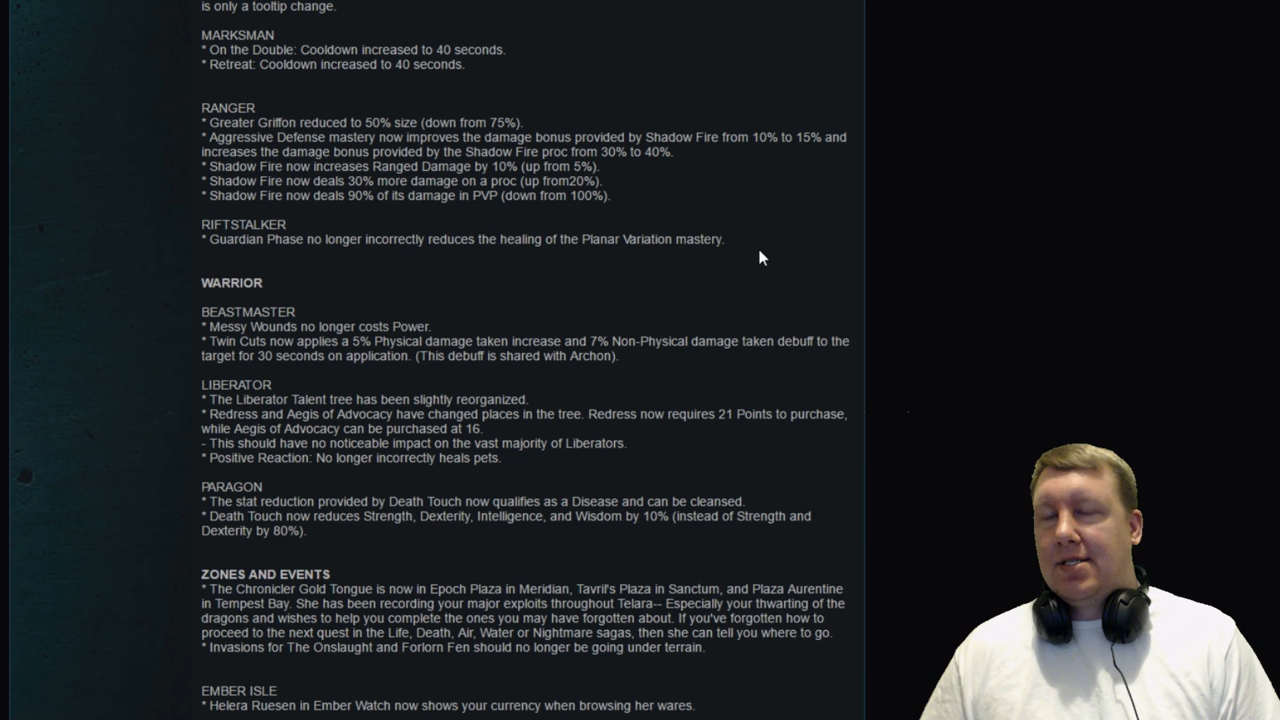 is only a tooltip change.
MARKSMAN
* On the Double: Cooldown increased to 40 seconds.
* Retreat: Cooldown increased to 40 seconds.
RANGER
* Greater Griffon reduced to 50% size (down from 75%).
* Aggressive Defense mastery now improves the damage bonus provided by Shadow Fire from 10% to 15% and
increases the damage bonus provided by the Shadow Fire proc from 30% to 40%.
* Shadow Fire now increases Ranged Damage by 10% (up from 5%).
* Shadow Fire now deals 30% more damage on a proc (up from20%).
* Shadow Fire now deals 90% of its damage in PVP (down from 100%).
RIFTSTALKER
* Guardian Phase no longer incorrectly reduces the healing of the Planar Variation mastery.
WARRIOR
BEASTMASTER
* Messy Wounds no longer costs Power.
* Twin Cuts now applies a 5% Physical damage taken increase and 7% Non-Physical damage taken debuff to the
target for 30 seconds on application. (This debuff is shared with Archon).
LIBERATOR
* The Liberator Talent tree has been slightly reorganized.
* Redress and Aegis of Advocacy have changed places in the tree. Redress now requires 21 Points to purchase,
while Aegis of Advocacy can be purchased at 16.
- This should have no noticeable impact on the vast majority of Liberators.
* Positive Reaction: No longer incorrectly heals pets.
PARAGON
* The stat reduction provided by Death Touch now qualifies as a Disease and can be cleansed.
* Death Touch now reduces Strength, Dexterity, Intelligence, and Wisdom by 10% (instead of Strength and
Dexterity by 80%).
ZONES AND EVENTS
* The Chronicler Gold Tongue is now in Epoch Plaza in Meridian, Tavril's Plaza in Sanctum, and Plaza Aurentine
in Tempest Bay. She has been recording your major exploits throughout Telara-- Especially your thwarting of the
dragons and wishes to help you complete the ones you may have forgotten about. If you've forgotten how to
proceed to the next quest in the Life, Death, Air, Water or Nightmare sagas, then she can tell you where to go.
* Invasions for The Onslaught and Forlorn Fen should no longer be going under terrain.
EMBER ISLE
* Helera Ruesen in Ember Watch now shows your currency when browsing her wares.